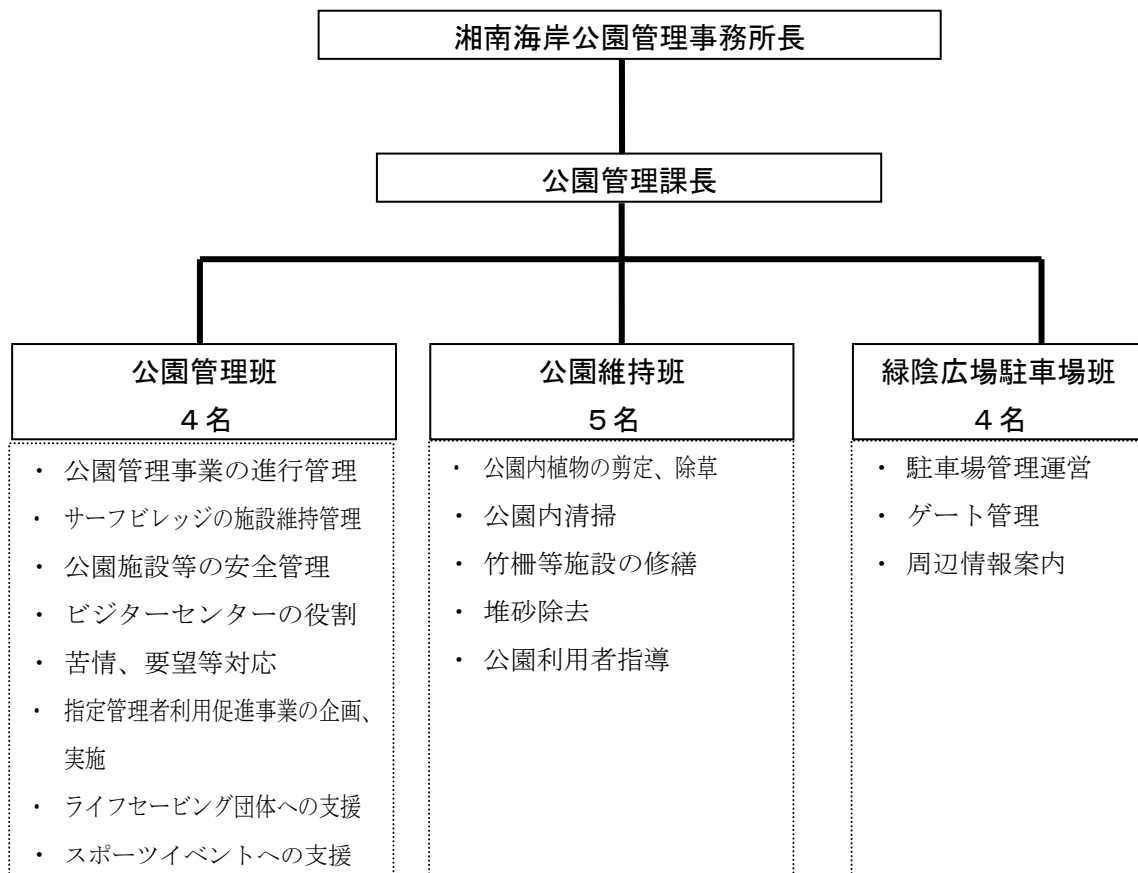 湘南海岸公園管理事務所長
公園管理課長
公園管理班
４名
・ 公園管理事業の進行管理
・ サーフビレッジの施設維持管理
・ 公園施設等の安全管理
・ ビジターセンターの役割
・ 苦情、要望等対応
・ 指定管理者利用促進事業の企画、
実施
・ ライフセービング団体への支援
・ スポーツイベントへの支援
公園維持班
５名
・ 公園内植物の剪定、除草
・ 公園内清掃
・ 竹柵等施設の修繕
・ 堆砂除去
・ 公園利用者指導
緑陰広場駐車場班
４名
・ 駐車場管理運営
・ ゲート管理
・ 周辺情報案内